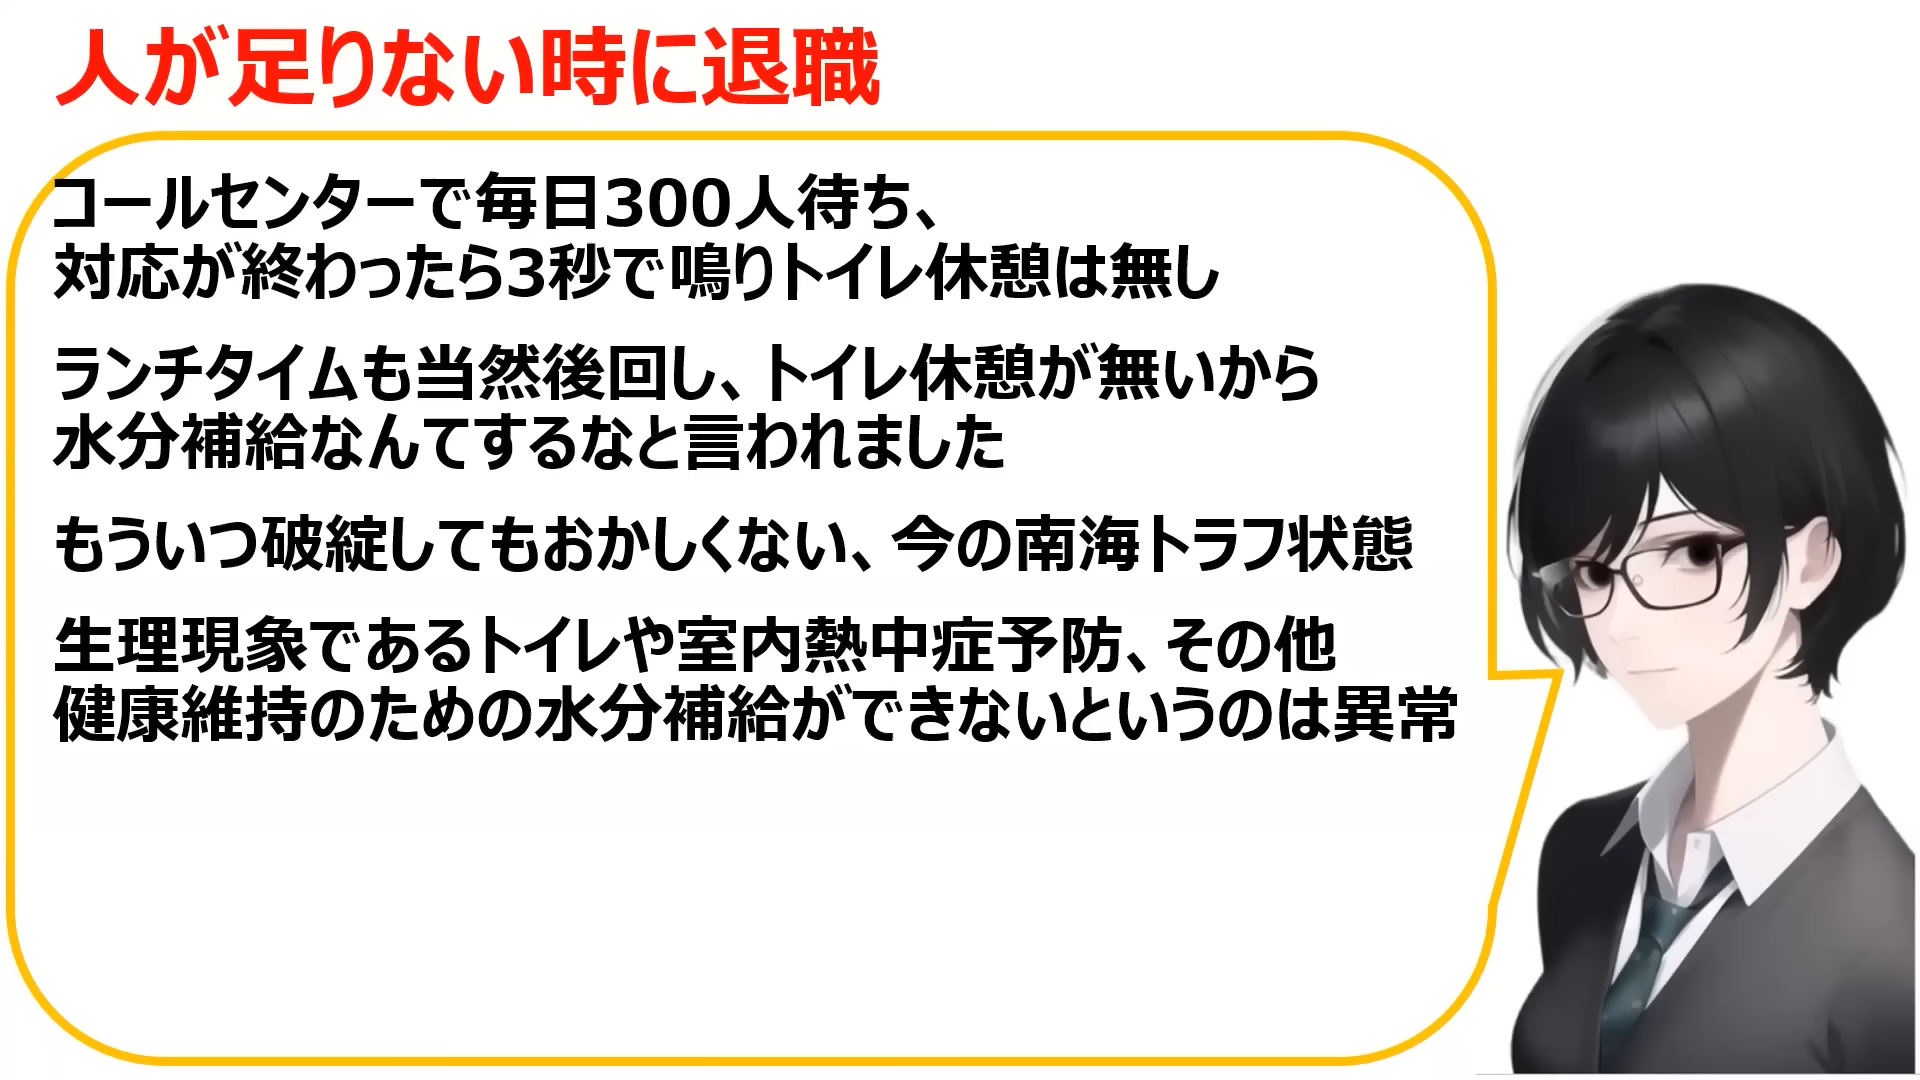 人が足りない時に退職
コールセンターで毎日300人待ち、
対応が終わったら3秒で鳴りトイレ休憩は無し
ランチタイムも当然後回し、トイレ休憩が無いから
水分補給なんてするなと言われました
もういつ破綻してもおかしくない、今の南海トラフ状態
生理現象であるトイレや室内熱中症予防、その他
健康維持のための水分補給ができないというのは異常